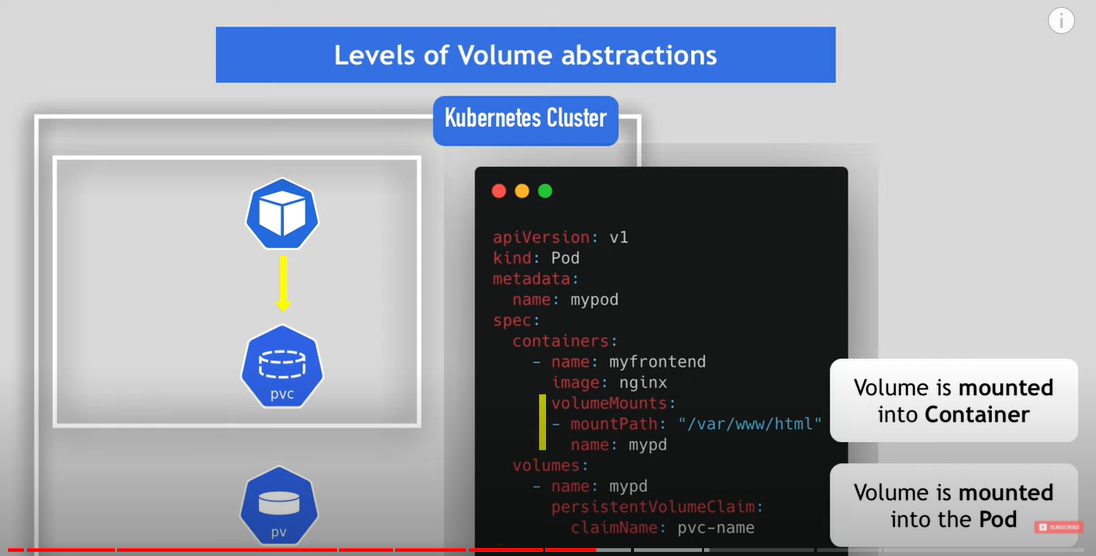 Levels of Volume abstractions
Kubernetes Cluster
pvc
pv
apiVersion: v1
kind: Pod
metadata:
  name: mypod
spec:
  containers:
    - name: myfrontend
      image: nginx
      volumeMounts:
      - mountPath: "/var/www/html"
        name: mypd
  volumes:
    - name: mypd
      persistentVolumeClaim:
        claimName: pvc-name
Volume is mounted
into Container
Volume is mounted
into the Pod
SUBSCRIBE